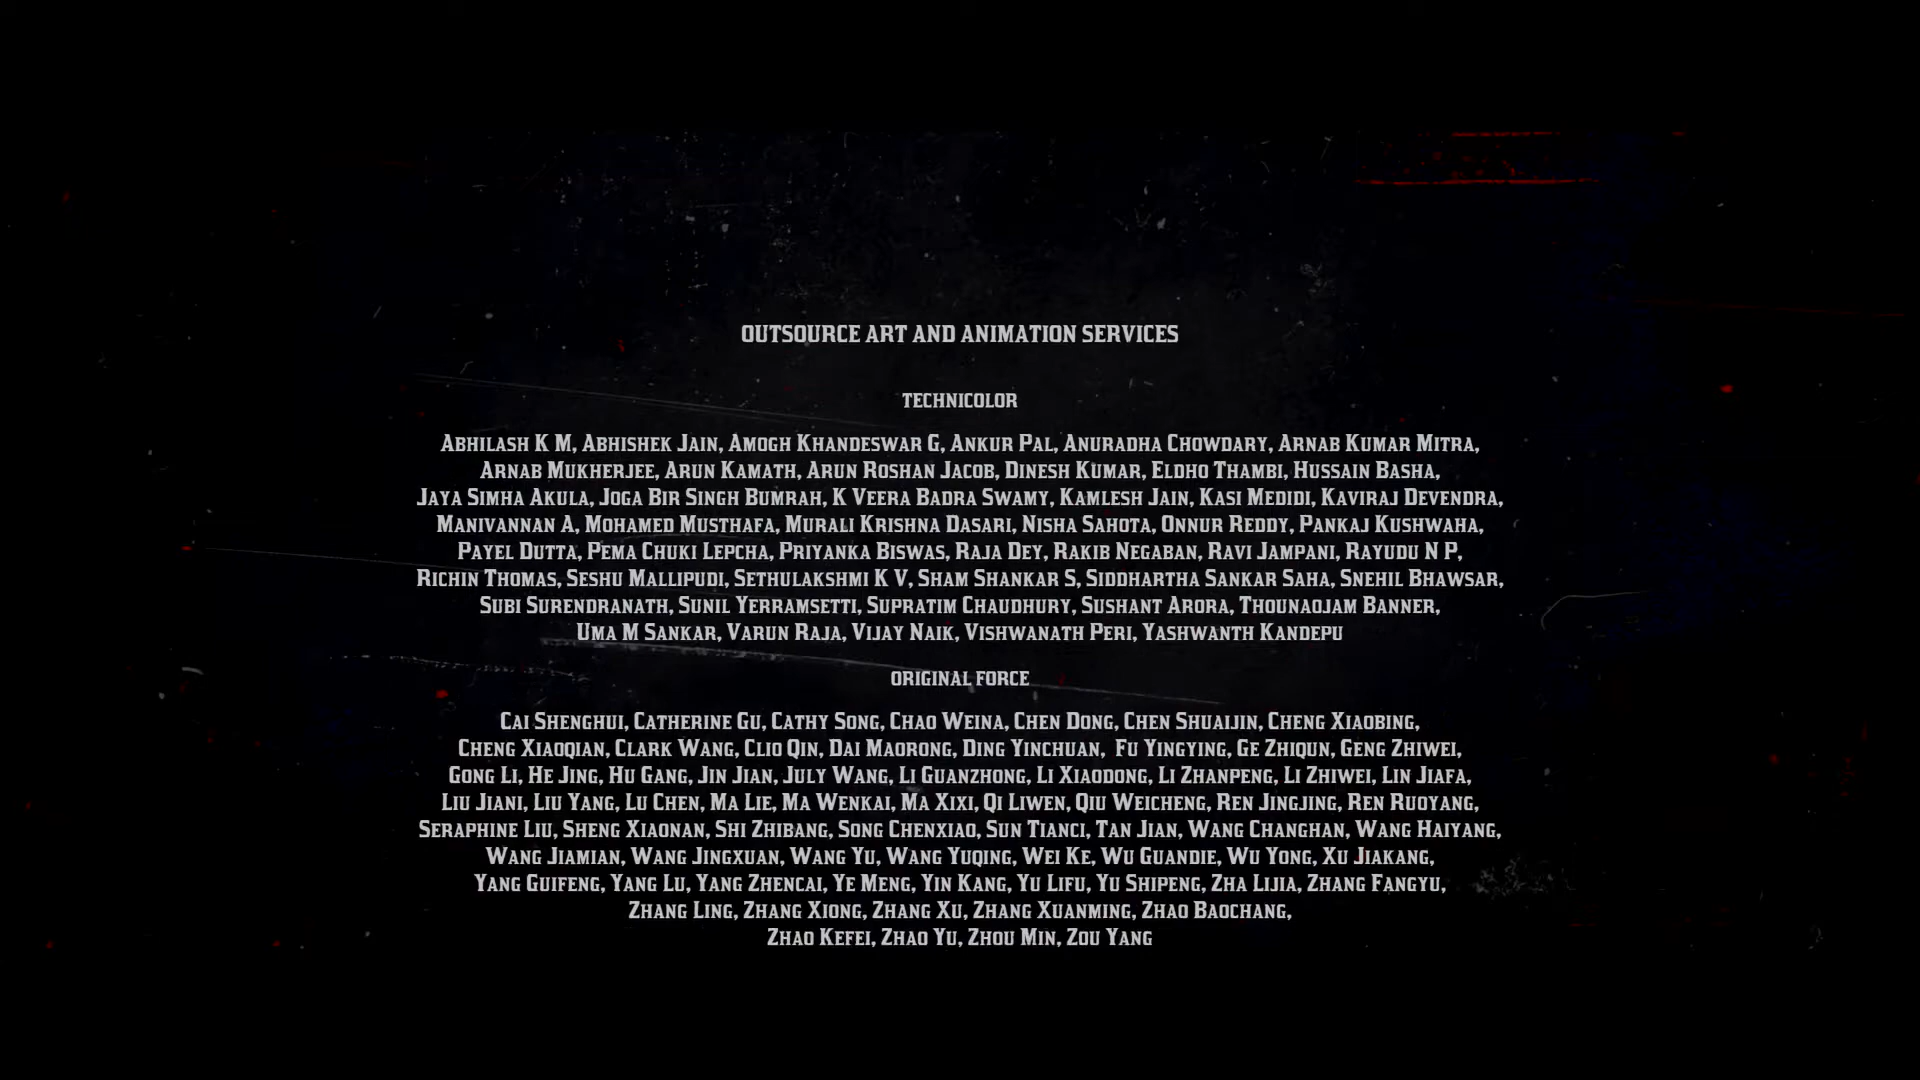 OUTSOURCE ART AND ANIMATION SERVICES
TECHNICOLOR
ABHILASH K M, ABHISHEK JAIN, AMOGH KHANDESWAR G, ANKUR PAL, ANURADHA CHOWDARY, ARNAB KUMAR MITRA,
ARNAB MUKHERJEE, ARUN KAMATH, ARUN ROSHAN JACOB, DINESH KUMAR, ELDHO THAMBI, HUSSAIN BASHA,
JAYA SIMHA AKULA, JOGA BIR SINGH BUMRAH, K VEERA BADRA SWAMY, KAMLESH JAIN, KASI MEDIDI, KAVIRAJ DEVENDRA,
MANIVANNAN A, MOHAMED MUSTHAFA, MURALI KRISHNA DASARI, NISHA SAHOTA, ONNUR REDDY, PANKAJ KUSHWAHA,
PAYEL DUTTA, PEMA CHUKI LEPCHA, PRIYANKA BISWAS, RAJA DEY, RAKIB NEGABAN, RAVI JAMPANI, RAYUDU N P,
RICHIN THOMAS, SESHU MALLIPUDI, SETHULAKSHMI K V, SHAM SHANKAR S, SIDDHARTHA SANKAR SAHA, SNEHIL BHAWSAR,
SUBI SURENDRANATH, SUNIL YERRAMSETTI, SUPRATIM CHAUDHURY, SUSHANT ARORA, THOUNAOJAM BANNER,
UMA M SANKAR, VARUN RAJA, VIJAY NAIK, VISHWANATH PERI, YASHWANTH KANDEPU
ORIGINAL FORCE
CAI SHENGHUI, CATHERINE GU, CATHY SONG, CHAO WEINA, CHEN DONG, CHEN SHUAIJIN, CHENG XIAOBING,
CHENG XIAOQIAN, CLARK WANG, CLIO QIN, DAI MAORONG, DING YINCHUAN, FU YINGYING, GE ZHIQUN, GENG ZHIWEI,
GONG LI, HE JING, HU GANG, JIN JIAN, JULY WANG, LI GUANZHONG, LI XIAODONG, LI ZHANPENG, LI ZHIWEI, LIN JIAFA,
LIU JIANI, LIU YANG, LU CHEN, MA LIE, MA WENKAI, MA XIXI, QI LIWEN, QIU WEICHENG, REN JINGJING, REN RUOYANG,
SERAPHINE LIU, SHENG XIAONAN, SHI ZHIBANG, SONG CHENXIAO, SUN TIANCI, TAN JIAN, WANG CHANGHAN, WANG HAIYANG,
WANG JIAMIAN, WANG JINGXUAN, WANG YU, WANG YUQING, WEI KE, WU GUANDIE, WU YONG, XU JIAKANG,
YANG GUIFENG, YANG LU, YANG ZHENCAI, YE MENG, YIN KANG, YU LIFU, YU SHIPENG, ZHA LIJIA, ZHANG FANGYU,
ZHANG LING, ZHANG XIONG, ZHANG XU, ZHANG XUANMING, ZHAO BAOCHANG,
ZHAO KEFEI, ZHAO YU, ZHOU MIN, ZOU YANG